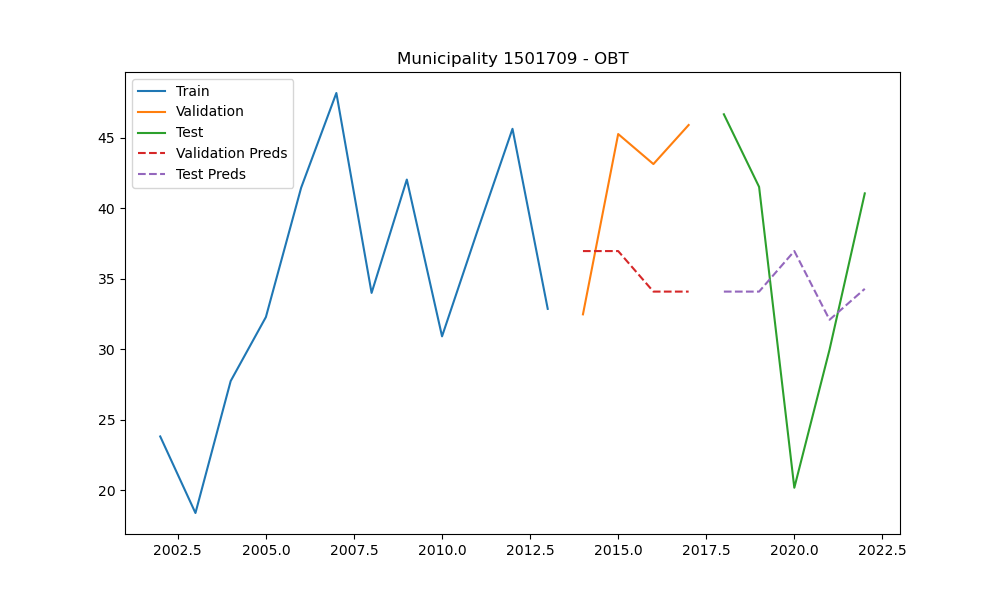 Municipality 1501709 - OBT
Train
Validation
Test
Validation Preds
Test Preds
45
40
35
30
25
20
2002.5 2005.0 2007.5 2010.0 2012.5 2015.0 2017.5 2020.0 2022.5